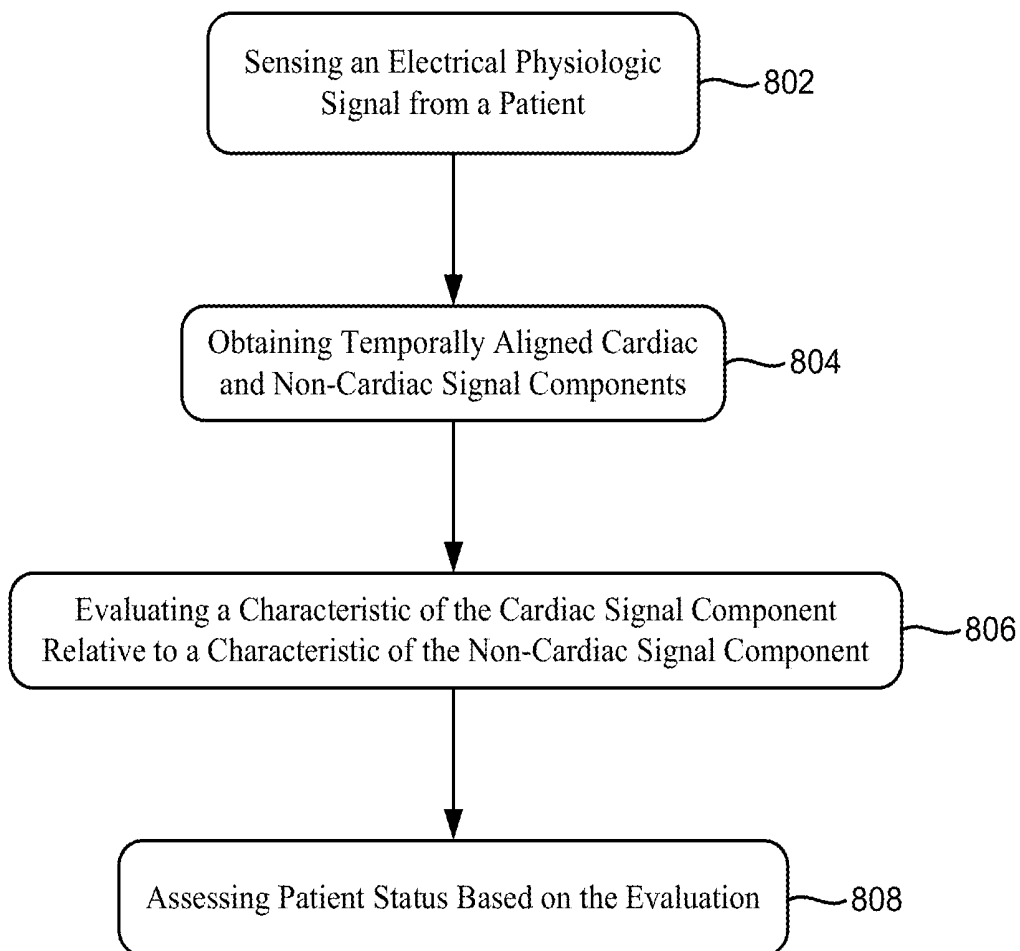 Sensing an Electrical Physiologic
Signal from a Patient
802
Obtaining Temporally Aligned Cardiac
and Non-Cardiac Signal Components
804
Evaluating a Characteristic of the Cardiac Signal Component
Relative to a Characteristic of the Non-Cardiac Signal Component
806
Assessing Patient Status Based on the Evaluation
808